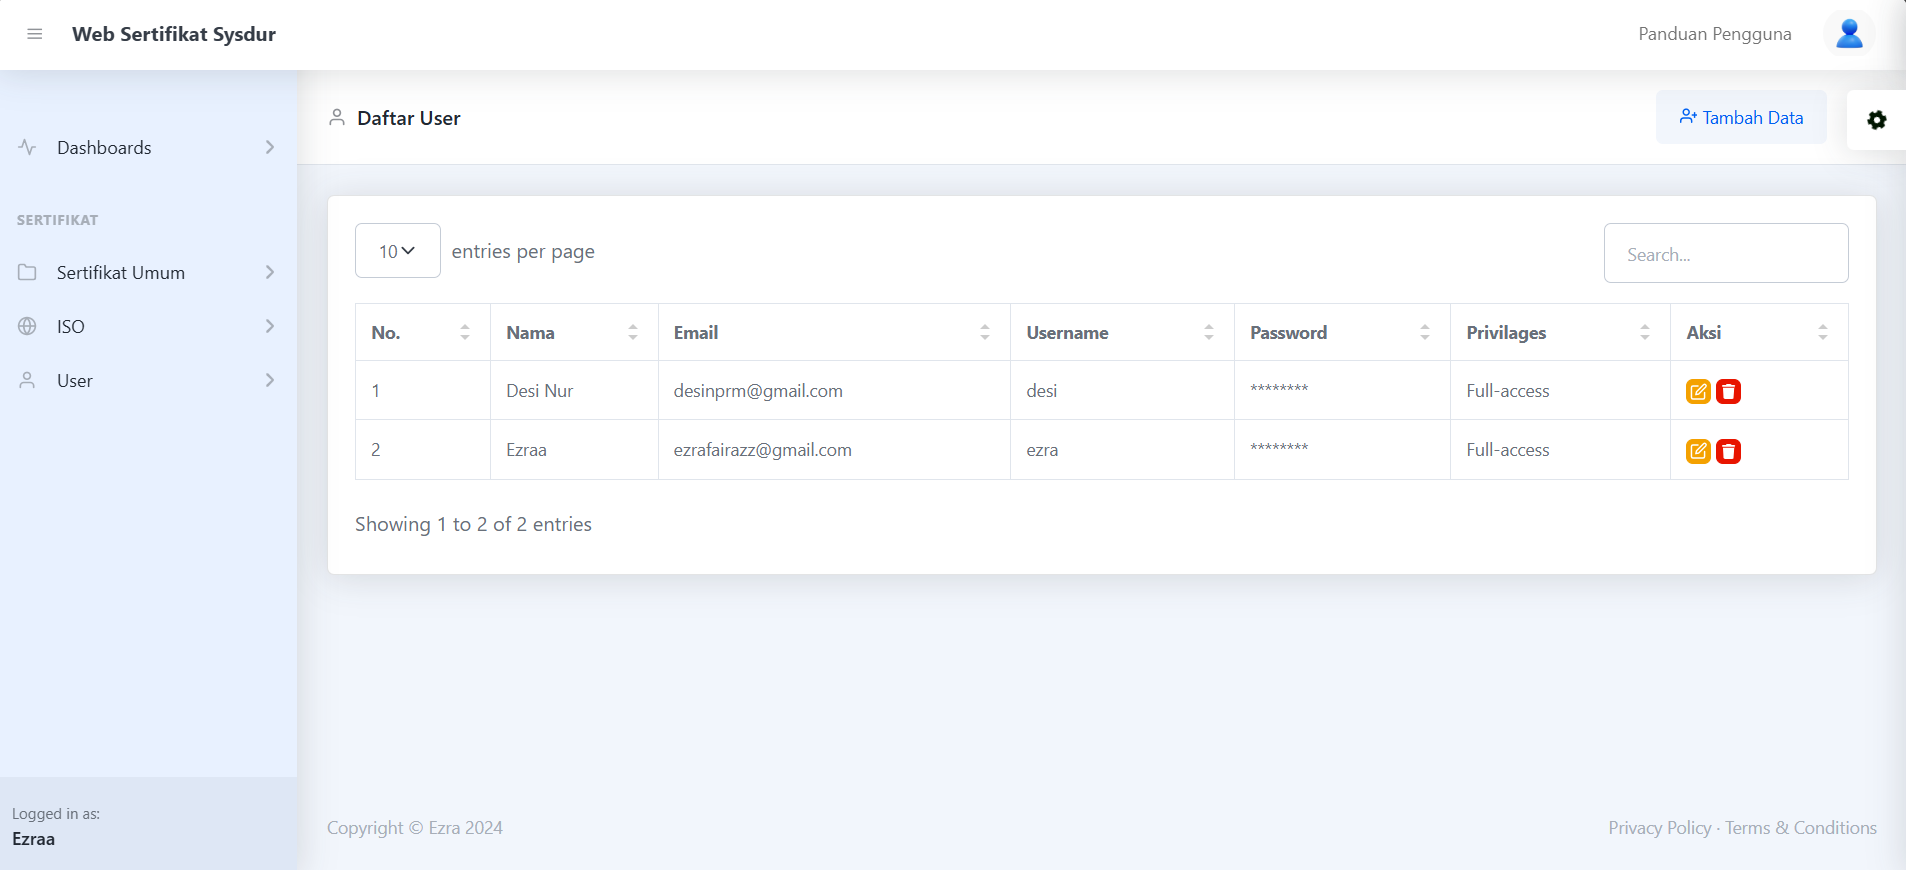 Web Sertifikat Sysdur
Panduan Pengguna
Dashboards
SERTIFIKAT
Sertifikat Umum
ISO
User
Logged in as:
Ezraa
Daftar User
Tambah Data
10 entries per page
Search...
No. Nama Email Username Password Privilages Aksi
1 Desi Nur desinprm@gmail.com desi ******** Full-access
2 Ezraa ezrafairazz@gmail.com ezra ******** Full-access
Showing 1 to 2 of 2 entries
Copyright © Ezra 2024
Privacy Policy · Terms & Conditions